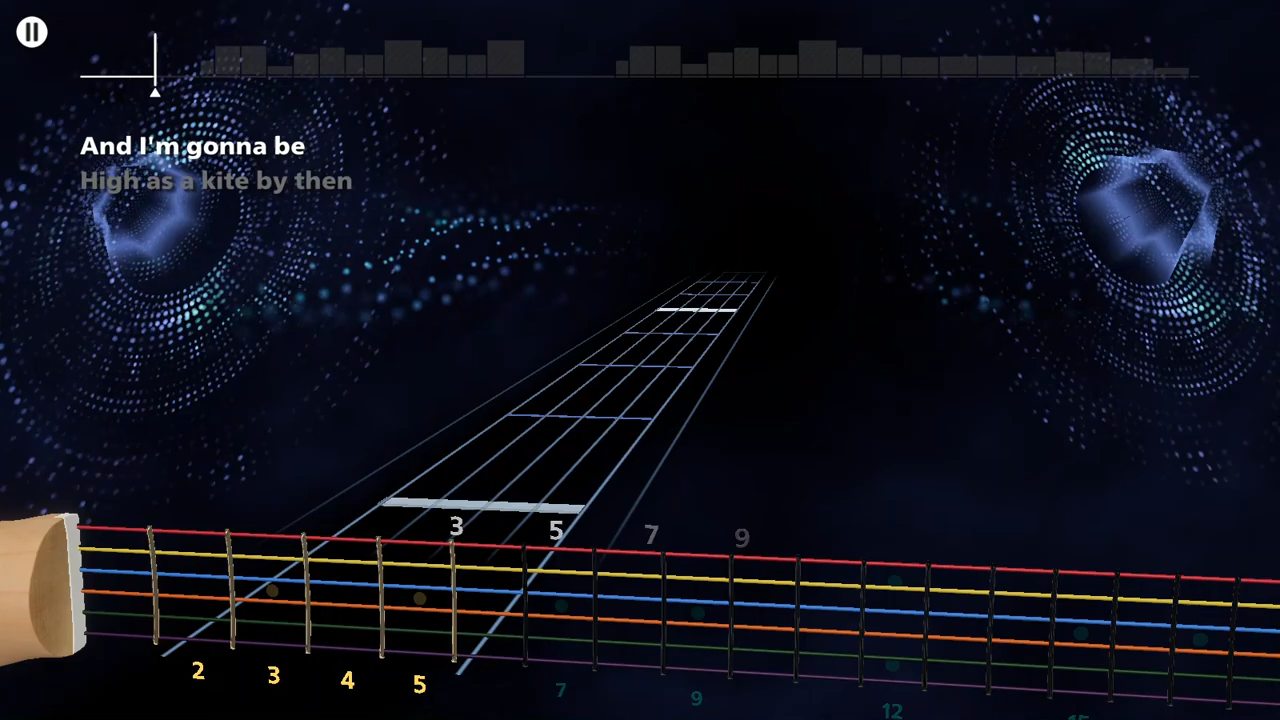 And I'm gonna be
High as a kite by then
3 5 7 9
2 3 4 5 7 9 12